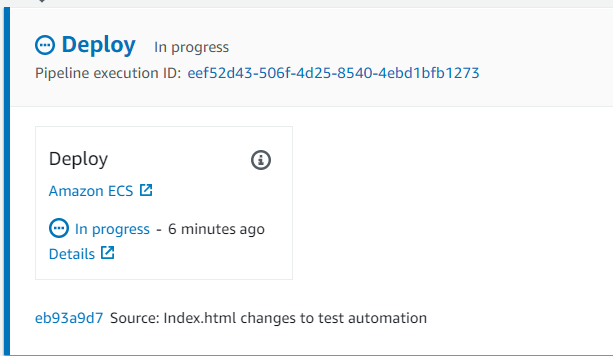 Deploy In progress
Pipeline execution ID: eef52d43-506f-4d25-8540-4ebd1bfb1273
Deploy
Amazon ECS
In progress - 6 minutes ago
Details
eb93a9d7 Source: Index.html changes to test automation